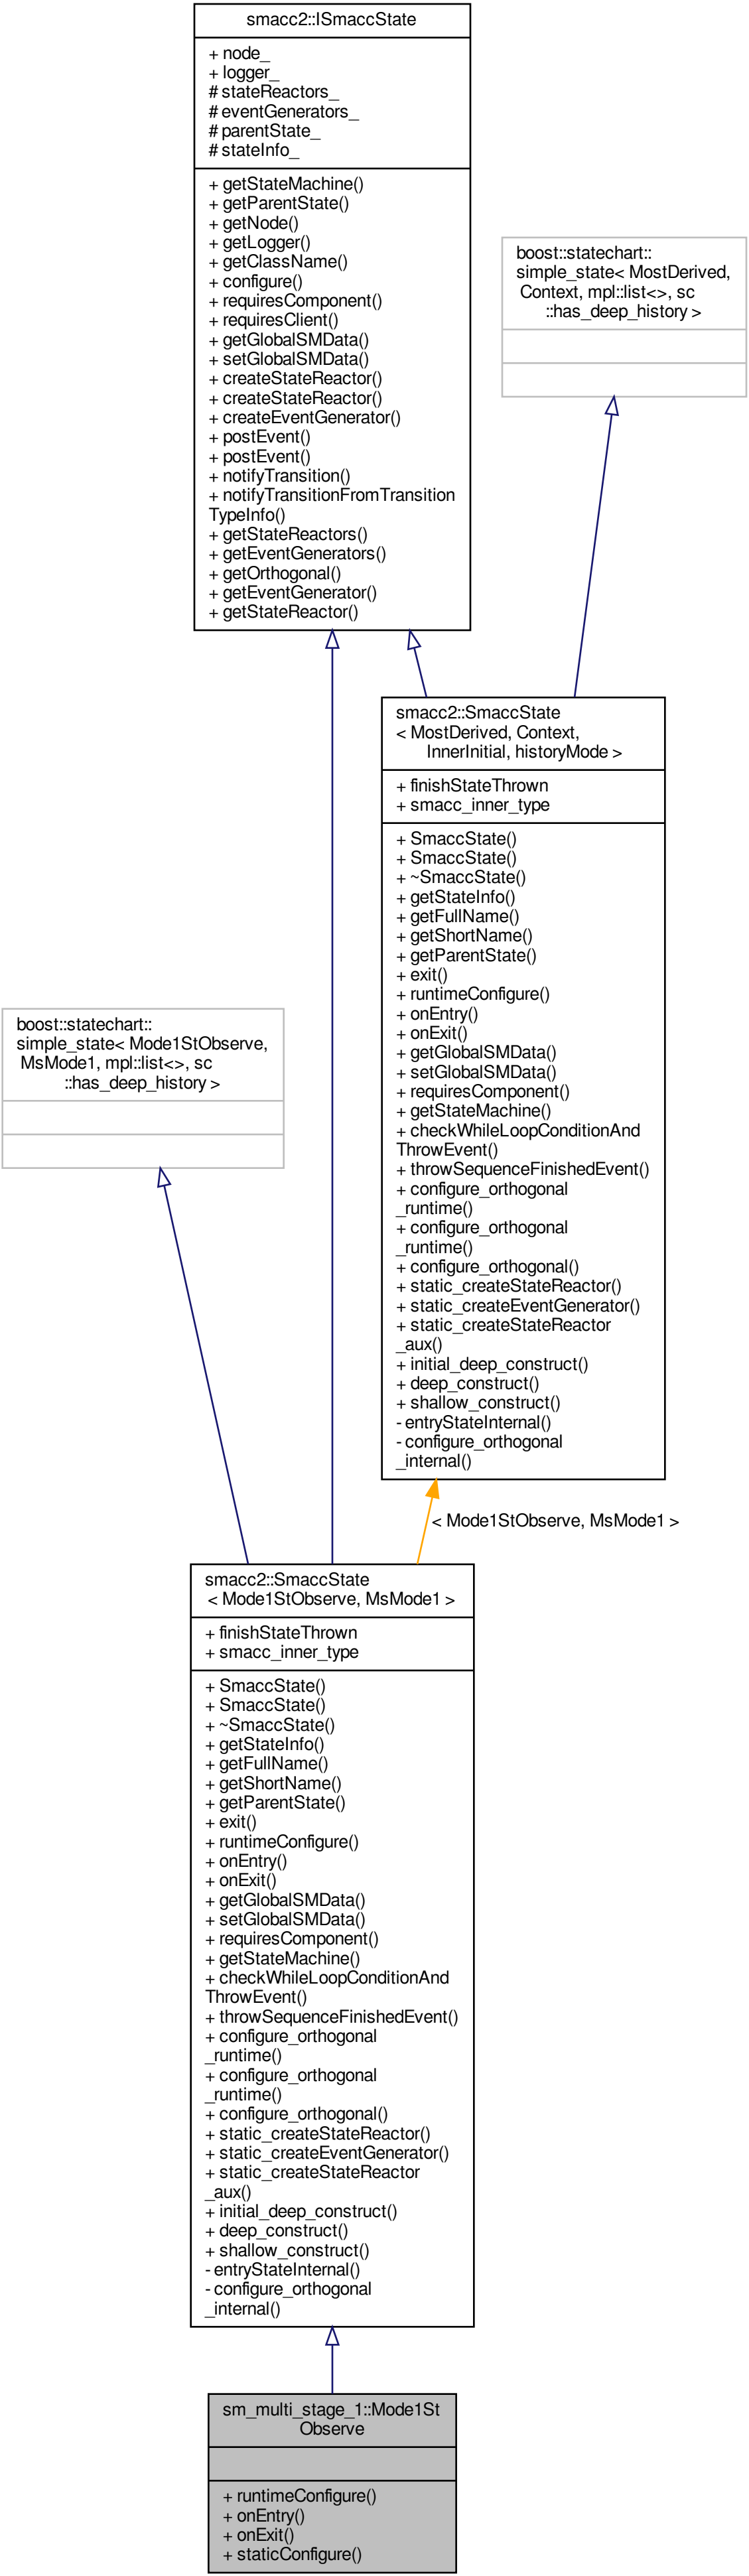 smacc2::ISmaccState
+ node_
+ logger_
# stateReactors_
# eventGenerators_
# parentState_
# stateInfo_
+ getStateMachine()
+ getParentState()
+ getNode()
+ getLogger()
+ getClassName()
+ configure()
+ requiresComponent()
+ requiresClient()
+ getGlobalSMData()
+ setGlobalSMData()
+ createStateReactor()
+ createStateReactor()
+ createEventGenerator()
+ postEvent()
+ postEvent()
+ notifyTransition()
+ notifyTransitionFromTransition
TypeInfo()
+ getStateReactors()
+ getEventGenerators()
+ getOrthogonal()
+ getEventGenerator()
+ getStateReactor()
boost::statechart::
simple_state< MostDerived,
Context, mpl::list<>, sc
::has_deep_history >
smacc2::SmaccState
< MostDerived, Context,
InnerInitial, historyMode >
+ finishStateThrown
+ smacc_inner_type
+ SmaccState()
+ SmaccState()
+ ~SmaccState()
+ getStateInfo()
+ getFullName()
+ getShortName()
+ getParentState()
+ exit()
+ runtimeConfigure()
+ onEntry()
+ onExit()
+ getGlobalSMData()
+ setGlobalSMData()
+ requiresComponent()
+ getStateMachine()
+ checkWhileLoopConditionAnd
ThrowEvent()
+ throwSequenceFinishedEvent()
+ configure_orthogonal
_runtime()
+ configure_orthogonal
_runtime()
+ configure_orthogonal()
+ static_createStateReactor()
+ static_createEventGenerator()
+ static_createStateReactor
_aux()
+ initial_deep_construct()
+ deep_construct()
+ shallow_construct()
- entryStateInternal()
- configure_orthogonal
_internal()
boost::statechart::
simple_state< Mode1StObserve,
MsMode1, mpl::list<>, sc
::has_deep_history >
< Mode1StObserve, MsMode1 >
smacc2::SmaccState
< Mode1StObserve, MsMode1 >
+ finishStateThrown
+ smacc_inner_type
+ SmaccState()
+ SmaccState()
+ ~SmaccState()
+ getStateInfo()
+ getFullName()
+ getShortName()
+ getParentState()
+ exit()
+ runtimeConfigure()
+ onEntry()
+ onExit()
+ getGlobalSMData()
+ setGlobalSMData()
+ requiresComponent()
+ getStateMachine()
+ checkWhileLoopConditionAnd
ThrowEvent()
+ throwSequenceFinishedEvent()
+ configure_orthogonal
_runtime()
+ configure_orthogonal
_runtime()
+ configure_orthogonal()
+ static_createStateReactor()
+ static_createEventGenerator()
+ static_createStateReactor
_aux()
+ initial_deep_construct()
+ deep_construct()
+ shallow_construct()
- entryStateInternal()
- configure_orthogonal
_internal()
sm_multi_stage_1::Mode1St
Observe
+ runtimeConfigure()
+ onEntry()
+ onExit()
+ staticConfigure()